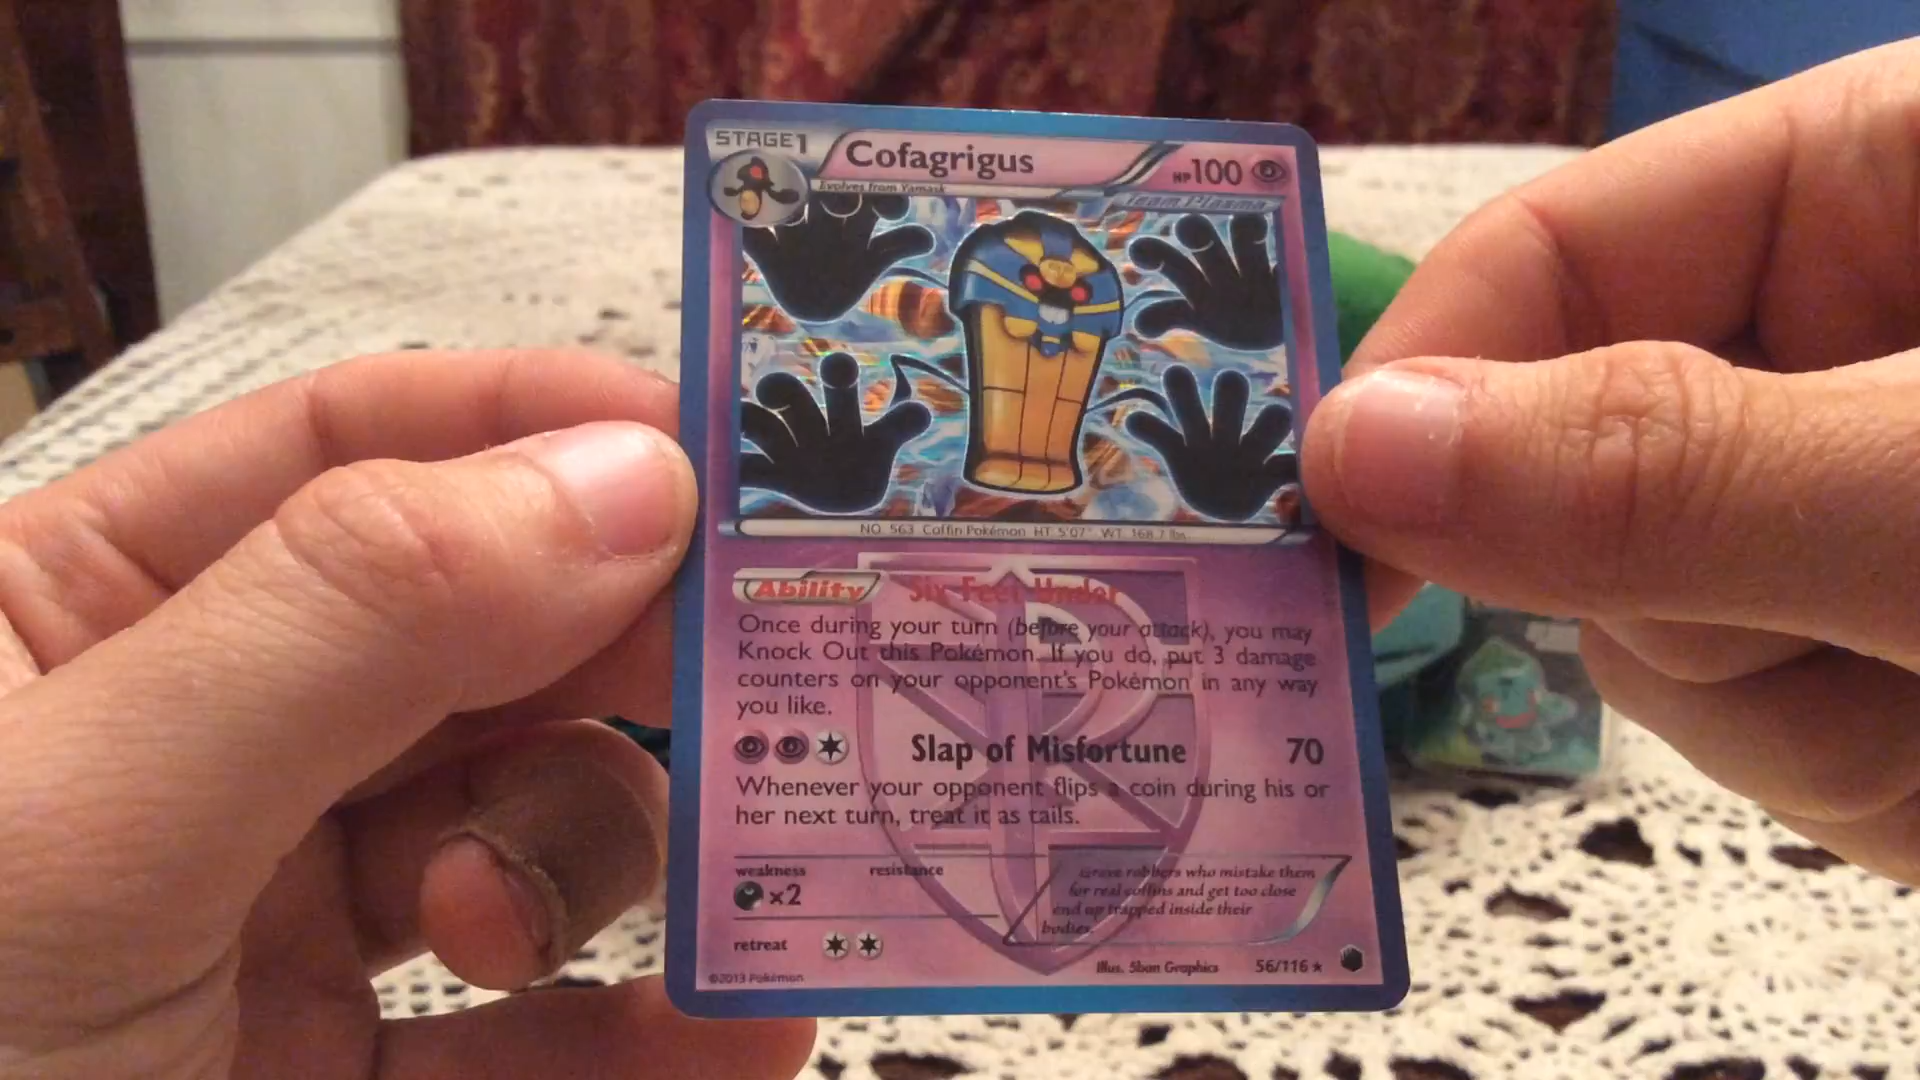 STAGE1
Cofagrigus
HP100
Evolves from Yamask
Team Plasma
NO. 563 Coffin Pokémon HT. 5'07" WT. 168.7 lbs.
Ability Six Feet Under
Once during your turn (before your attack), you may
Knock Out this Pokémon. If you do, put 3 damage
counters on your opponent's Pokémon in any way
you like.
Slap of Misfortune 70
Whenever your opponent flips a coin during his or
her next turn, treat it as tails.
weakness resistance
x2
Grave robbers who mistake them
for real coffins and get too close
end up trapped inside their
bodies.
retreat
©2013 Pokémon
Illus. 5ban Graphics 56/116 ★